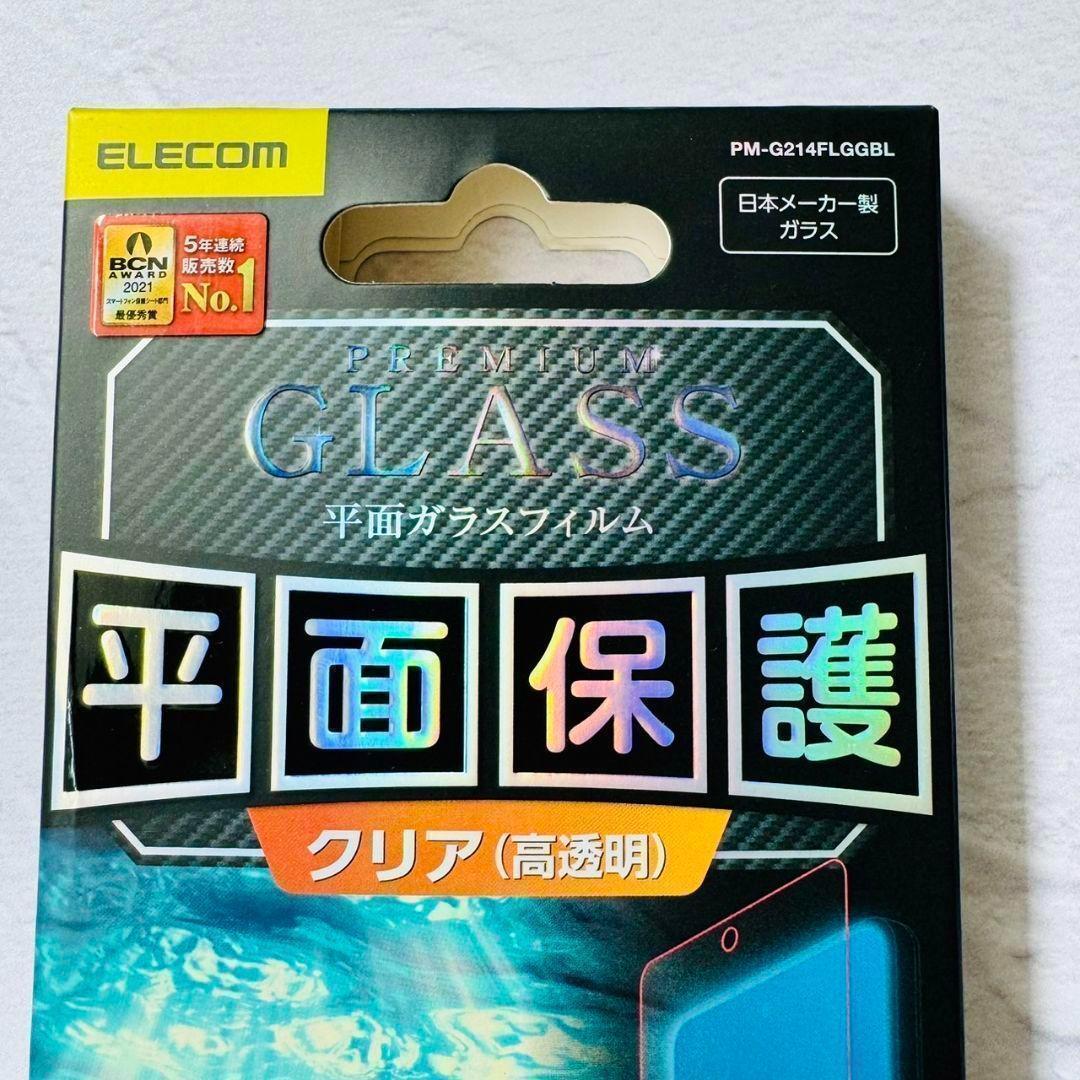 ELECOM
PM-G214FLGGBL
日本メーカー製
ガラス
BCN
AWARD
2021
スマートフォン保護シート部門
最優秀賞
5年連続
販売数
No.1
PREMIUM
GLASS
平面ガラスフィルム
平面保護
クリア(高透明)